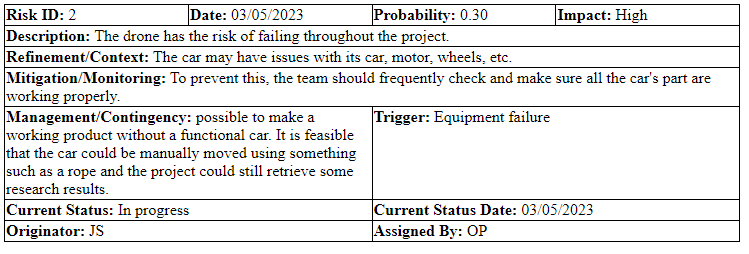 Risk ID: 2 Date: 03/05/2023 Probability: 0.30 Impact: High
Description: The drone has the risk of failing throughout the project.
Refinement/Context: The car may have issues with its car, motor, wheels, etc.
Mitigation/Monitoring: To prevent this, the team should frequently check and make sure all the car's part are
working properly.
Management/Contingency: possible to make a
working product without a functional car. It is feasible
that the car could be manually moved using something
such as a rope and the project could still retrieve some
research results.
Trigger: Equipment failure
Current Status: In progress Current Status Date: 03/05/2023
Originator: JS Assigned By: OP